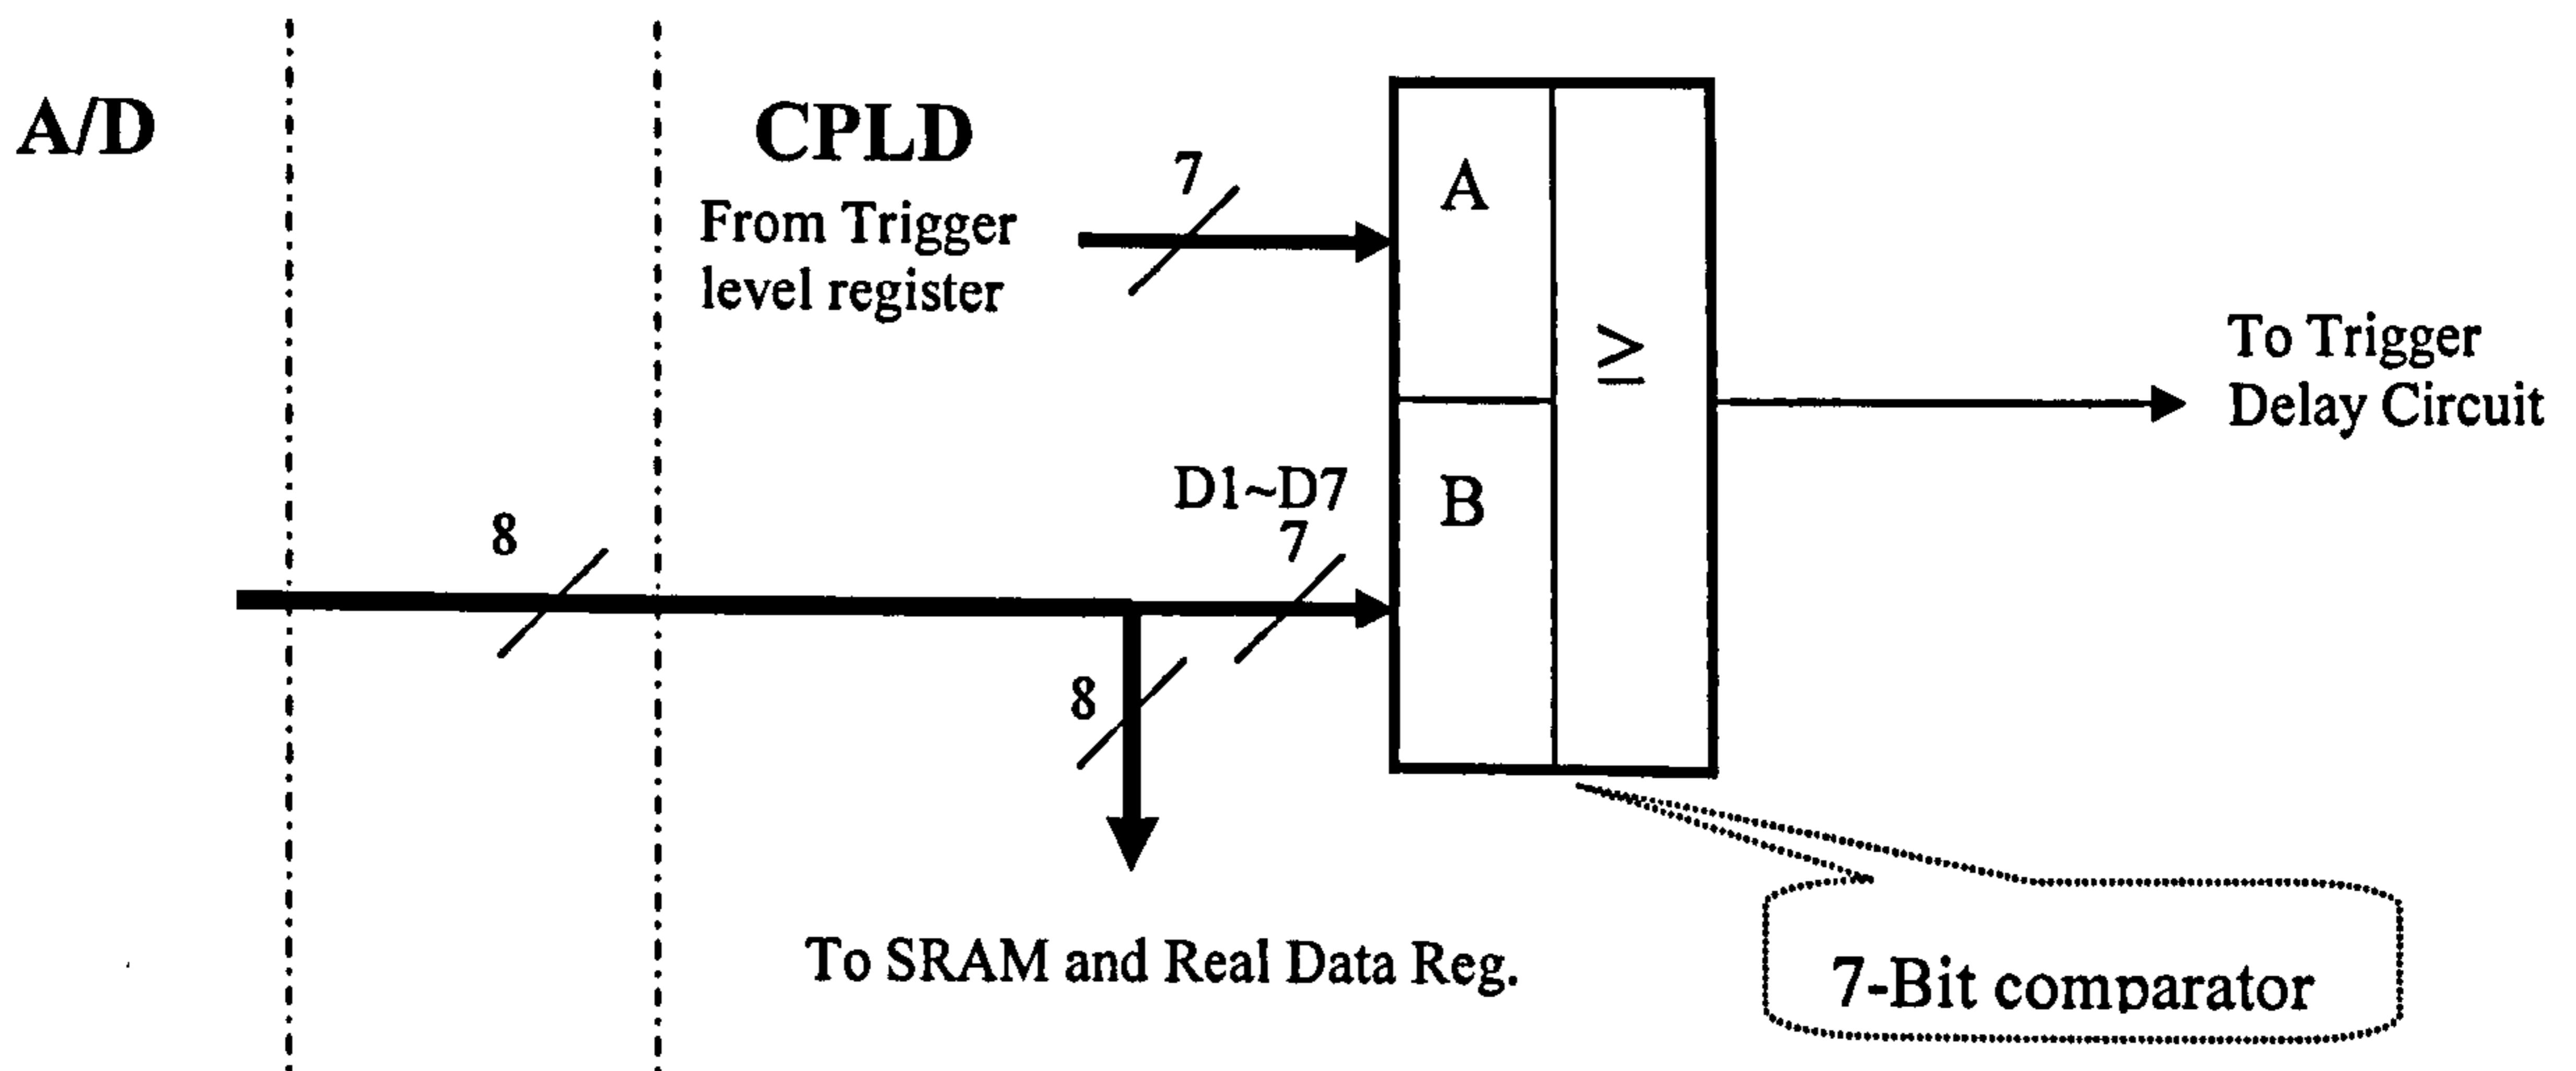 A/D
CPLD
From Trigger
level register
7
A
≥
To Trigger
Delay Circuit
D1~D7
7
B
8
8
To SRAM and Real Data Reg.
7-Bit comparator